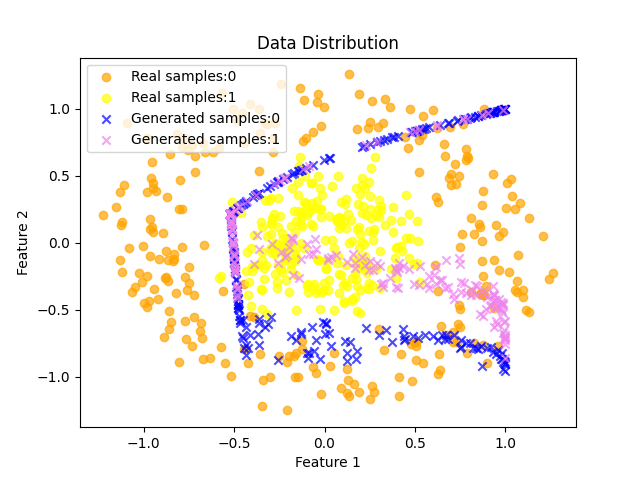 Data Distribution
Real samples:0
Real samples:1
Generated samples:0
Generated samples:1
Feature 2
1.0
0.5
0.0
−0.5
−1.0
−1.0 −0.5 0.0 0.5 1.0
Feature 1